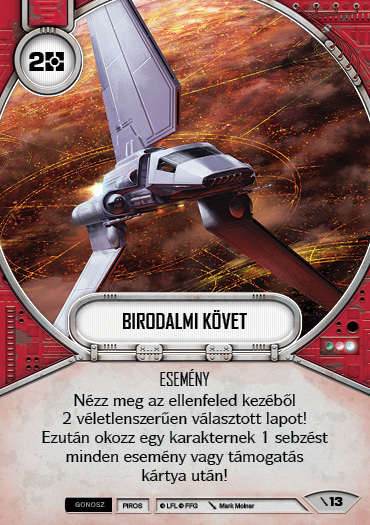 2
BIRODALMI KÖVET
ESEMÉNY
Nézz meg az ellenfeled kezéből
2 véletlenszerűen választott lapot!
Ezután okozz egy karakternek 1 sebzést
minden esemény vagy támogatás
kártya után!
GONOSZ PIROS © LFL © FFG Mark Molnar 13